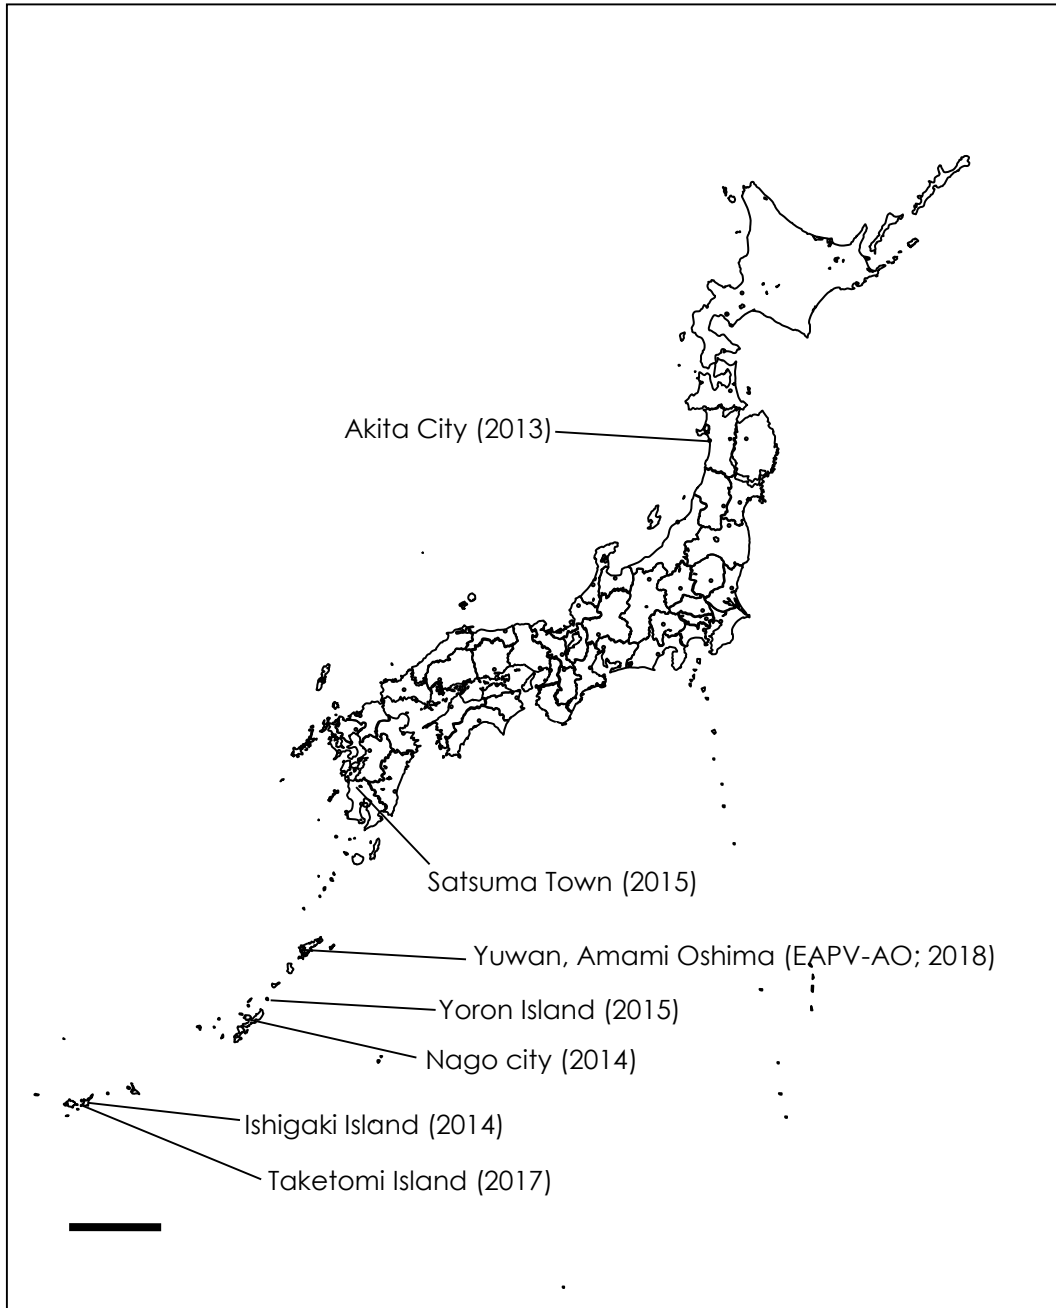 Akita City (2013)
Satsuma Town (2015)
Yuwan, Amami Oshima (EAPV-AO; 2018)
Yoron Island (2015)
Nago city (2014)
Ishigaki Island (2014)
Taketomi Island (2017)